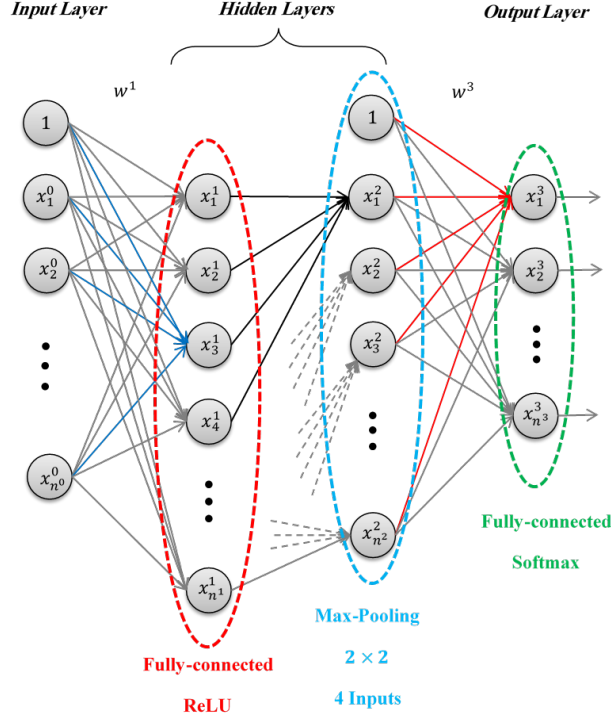 Input Layer
Hidden Layers
Output Layer
w¹
w³
1
x₁⁰
x₂⁰
xₙ⁰⁰
x₁¹
x₂¹
x₃¹
x₄¹
xₙ¹¹
1
x₁²
x₂²
x₃²
xₙ²²
x₁³
x₂³
xₙ³³
Fully-connected
Softmax
Max-Pooling
2 × 2
4 Inputs
Fully-connected
ReLU